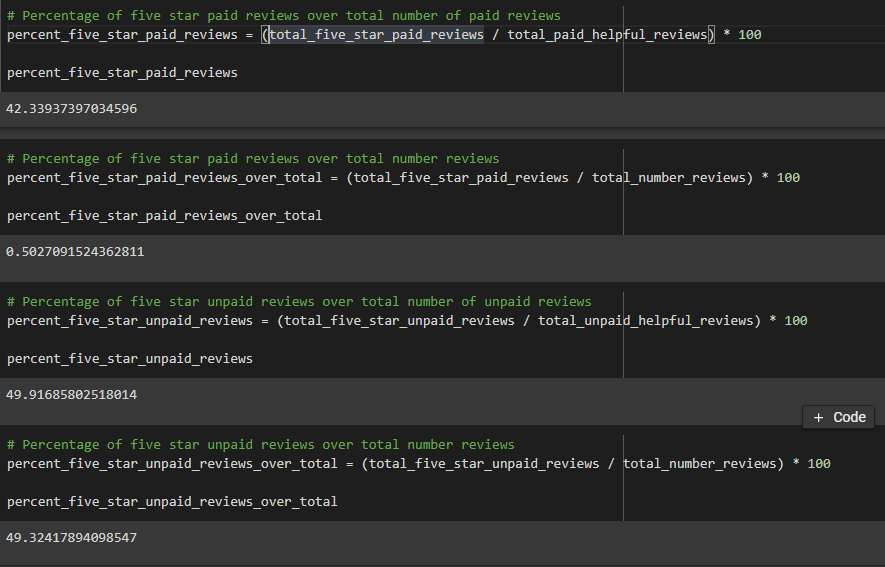 # Percentage of five star paid reviews over total number of paid reviews
percent_five_star_paid_reviews = (total_five_star_paid_reviews / total_paid_helpful_reviews) * 100
percent_five_star_paid_reviews
42.33937397034596
# Percentage of five star paid reviews over total number reviews
percent_five_star_paid_reviews_over_total = (total_five_star_paid_reviews / total_number_reviews) * 100
percent_five_star_paid_reviews_over_total
0.5027091524362811
# Percentage of five star unpaid reviews over total number of unpaid reviews
percent_five_star_unpaid_reviews = (total_five_star_unpaid_reviews / total_unpaid_helpful_reviews) * 100
percent_five_star_unpaid_reviews
49.91685802518014
+ Code
# Percentage of five star unpaid reviews over total number reviews
percent_five_star_unpaid_reviews_over_total = (total_five_star_unpaid_reviews / total_number_reviews) * 100
percent_five_star_unpaid_reviews_over_total
49.32417894098547